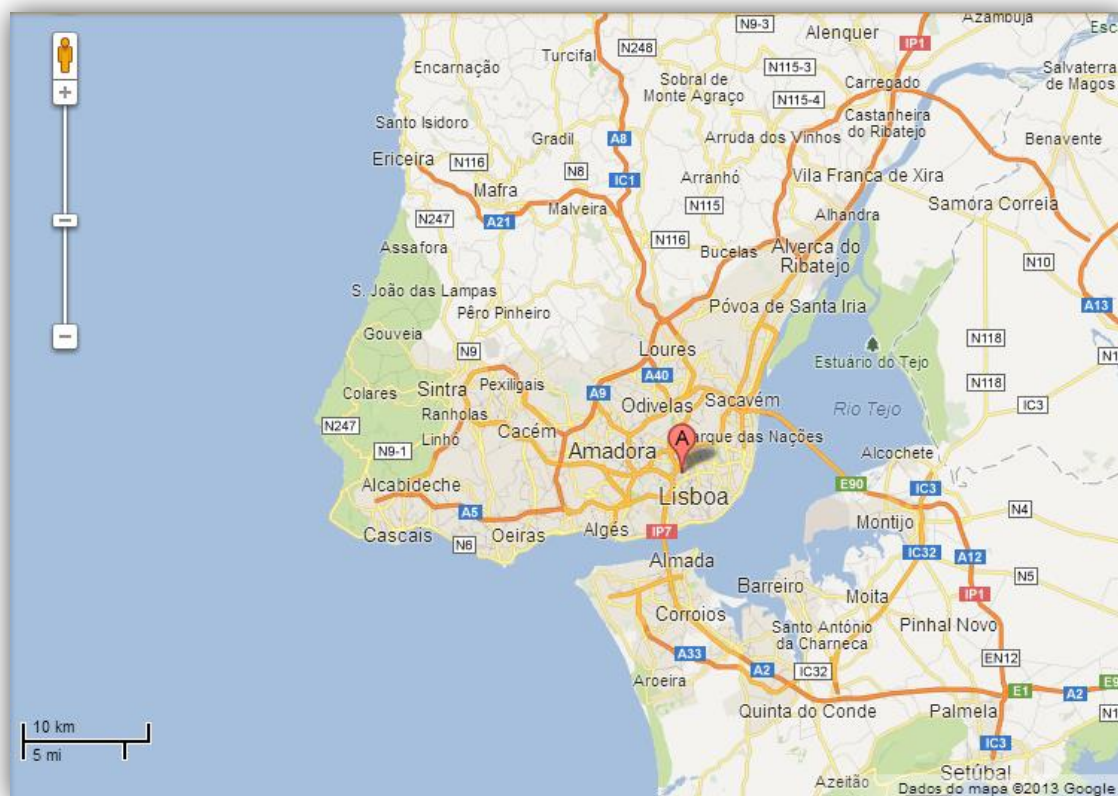 N9-3
Azambuja
Alenquer
Esc
N248
Turcifal
IP1
Encarnação
N115-3
Sobral de
Monte Agraço
Carregado
Salvaterra
de Magos
N115-4
Santo Isidoro
Gradil
A8
Arruda dos Vinhos
Castanheira
do Ribatejo
Benavente
Ericeira
N116
N8
IC1
Mafra
Arranhó
Vila Franca de Xira
Malveira
N115
Samora Correia
N247
A21
Alhandra
Assafora
N116
Bucelas
Alverca do
Ribatejo
N10
S. João das Lampas
A13
Pêro Pinheiro
Póvoa de Santa Iria
Gouveia
N118
N9
Loures
Estuário do Tejo
N1
Sintra
Pexiligais
A40
N118
Colares
A9
Odivelas
Sacavém
Rio Tejo
IC3
Ranholas
N247
Linhó
Cacém
A
arque das Nações
N9-1
Amadora
Alcochete
Alcabideche
Lisboa
E90
IC3
A5
N4
Cascais
N6
Oeiras
Algés
IP7
Montijo
Almada
IC32
A12
Barreiro
Moita
N5
IP1
Corroios
Santo António
da Charneca
Pinhal Novo
A33
EN12
Aroeira
A2
IC32
E1
A2
E9
Quinta do Conde
Palmela
N1
10 km
5 mi
IC3
Azeitão
Setúbal
Dados do mapa ©2013 Google